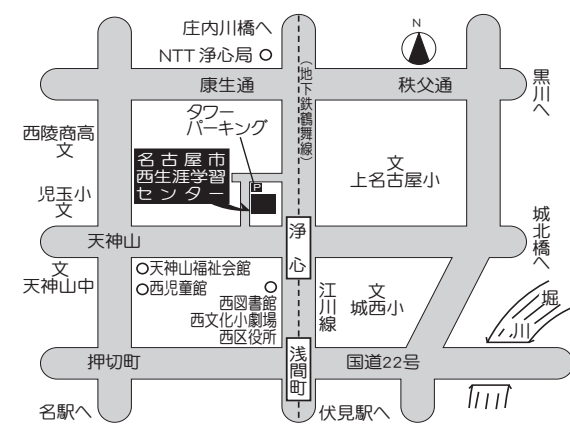 庄内川橋へ
N
NTT 浄心局
康生通
秩父通
黒川へ
（地下鉄鶴舞線）
タワー
パーキング
西陵商高
文
名古屋市
西生涯学習
センター
P
文
上名古屋小
児玉小
文
天神山
浄心
城北橋へ
文
天神山中
天神山福祉会館
西児童館
西図書館
西文化小劇場
西区役所
江川線
文
城西小
堀川
押切町
浅間町
国道22号
名駅へ
伏見駅へ